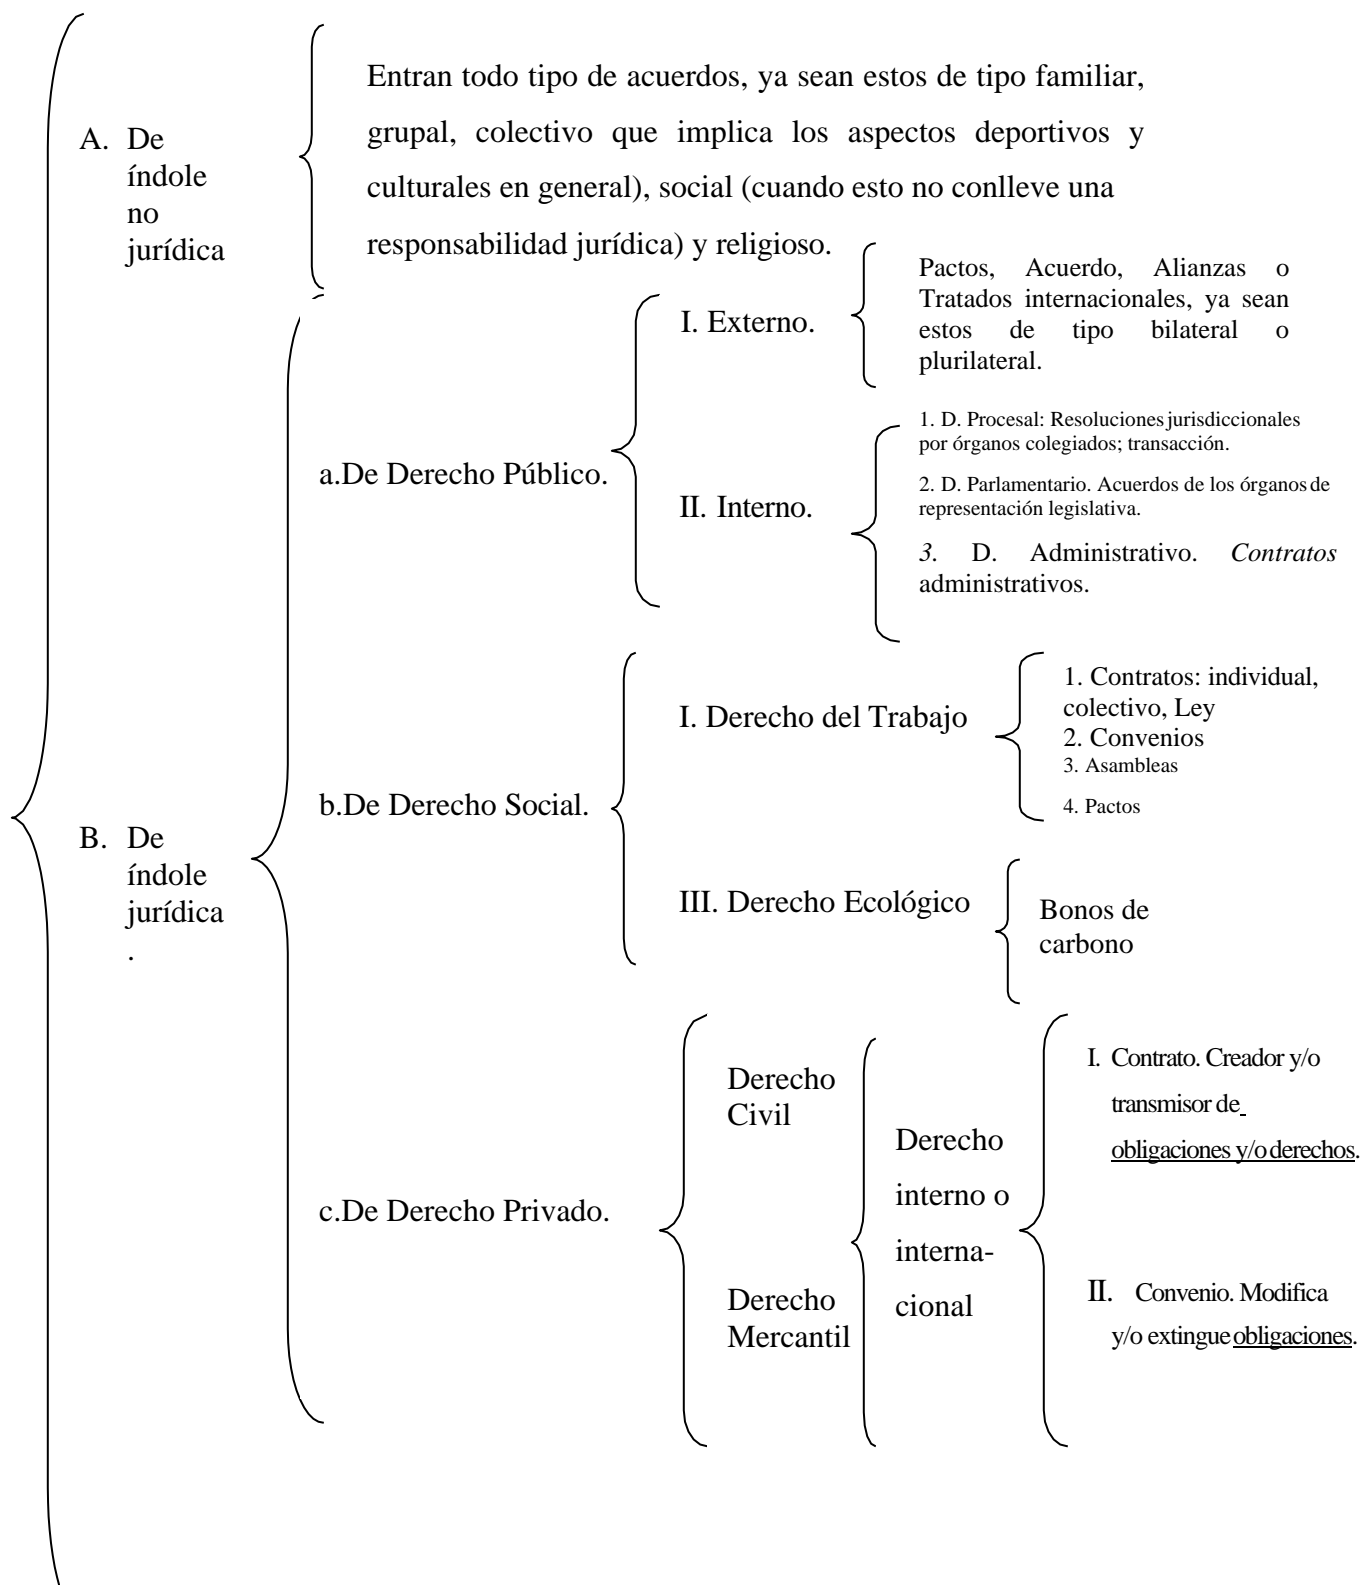 A. De
índole
no
jurídica
Entran todo tipo de acuerdos, ya sean estos de tipo familiar,
grupal, colectivo que implica los aspectos deportivos y
culturales en general), social (cuando esto no conlleve una
responsabilidad jurídica) y religioso.
B. De
índole
jurídica
.
a.De Derecho Público.
I. Externo.
Pactos, Acuerdo, Alianzas o
Tratados internacionales, ya sean
estos de tipo bilateral o
plurilateral.
II. Interno.
1. D. Procesal: Resoluciones jurisdiccionales
por órganos colegiados; transacción.
2. D. Parlamentario. Acuerdos de los órganos de
representación legislativa.
3. D. Administrativo. Contratos
administrativos.
b.De Derecho Social.
I. Derecho del Trabajo
1. Contratos: individual,
colectivo, Ley
2. Convenios
3. Asambleas
4. Pactos
III. Derecho Ecológico
Bonos de
carbono
c.De Derecho Privado.
Derecho
Civil
Derecho
Mercantil
Derecho
interno o
interna-
cional
I. Contrato. Creador y/o
transmisor de
obligaciones y/o derechos.
II. Convenio. Modifica
y/o extingue obligaciones.